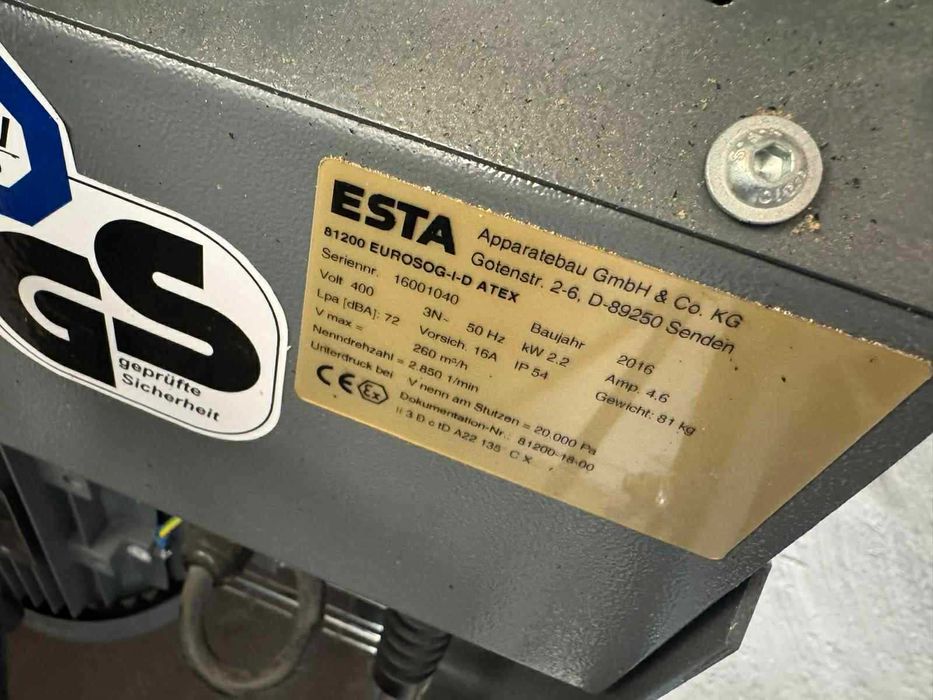 GS
geprüfte
Sicherheit
ESTA
Apparatebau GmbH & Co. KG
Gotenstr. 2-6, D-89250 Senden
81200 EUROSOG-I-D ATEX
Seriennr. 16001040 Baujahr 2016
Volt 400 3N~ 50 Hz kW 2.2 Amp. 4.6
Lpa [dBA]: 72 Vorsich. 16A IP 54 Gewicht: 81 kg
V max = 260 m³/h
Nenndrehzahl = 2.850 1/min
Unterdruck bei V nenn am Stutzen = 20.000 Pa
CE Ex Dokumentation-Nr.: 81200-18-00
II 3 D c tD A22 135° C X